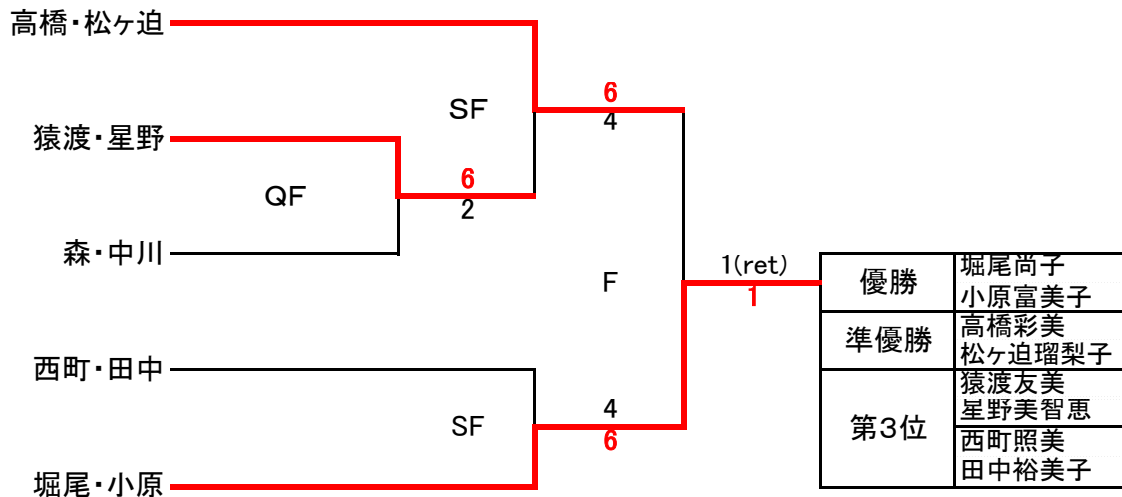 高橋・松ヶ迫
6
SF
4
猿渡・星野
6
QF
2
森・中川
F
1(ret)
1
西町・田中
4
SF
6
堀尾・小原
優勝
堀尾尚子
小原富美子
準優勝
高橋彩美
松ヶ迫瑠梨子
第3位
猿渡友美
星野美智恵
西町照美
田中裕美子